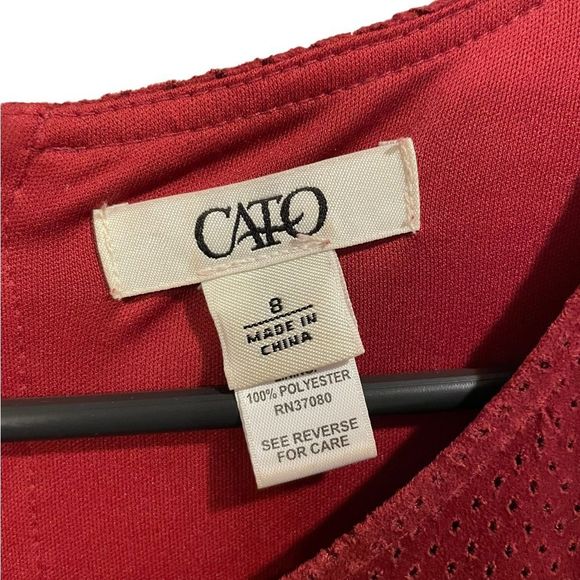 CATO
8
MADE IN
CHINA
100% POLYESTER
RN37080
SEE REVERSE
FOR CARE